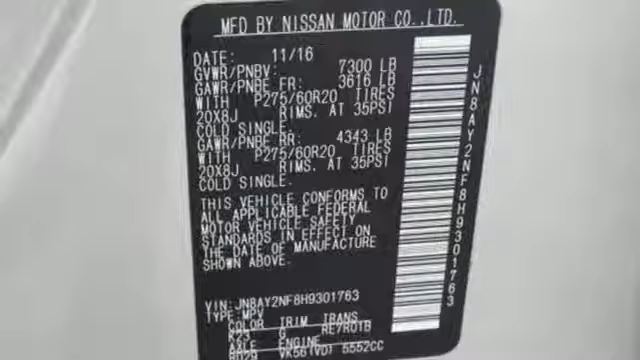 MFD BY NISSAN MOTOR CO.,LTD.
DATE: 11/16
GVWR/PNBV: 7300 LB
GAWR/PNBE FR: 3616 LB
WITH P275/60R20 TIRES
20X8J RIMS. AT 35PSI
COLD SINGLE.
GAWR/PNBE RR: 4343 LB
WITH P275/60R20 TIRES
20X8J RIMS. AT 35PSI
COLD SINGLE.
THIS VEHICLE CONFORMS TO
ALL APPLICABLE FEDERAL
MOTOR VEHICLE SAFETY
STANDARDS IN EFFECT ON
THE DATE OF MANUFACTURE
SHOWN ABOVE.
VIN: JN8AY2NF8H9301763
TYPE: MPV
COLOR TRIM TRANS
K23 G RE7R01B
AXLE ENGINE
VK56(VD) 5552CC
JN8AY2NF8H9301763